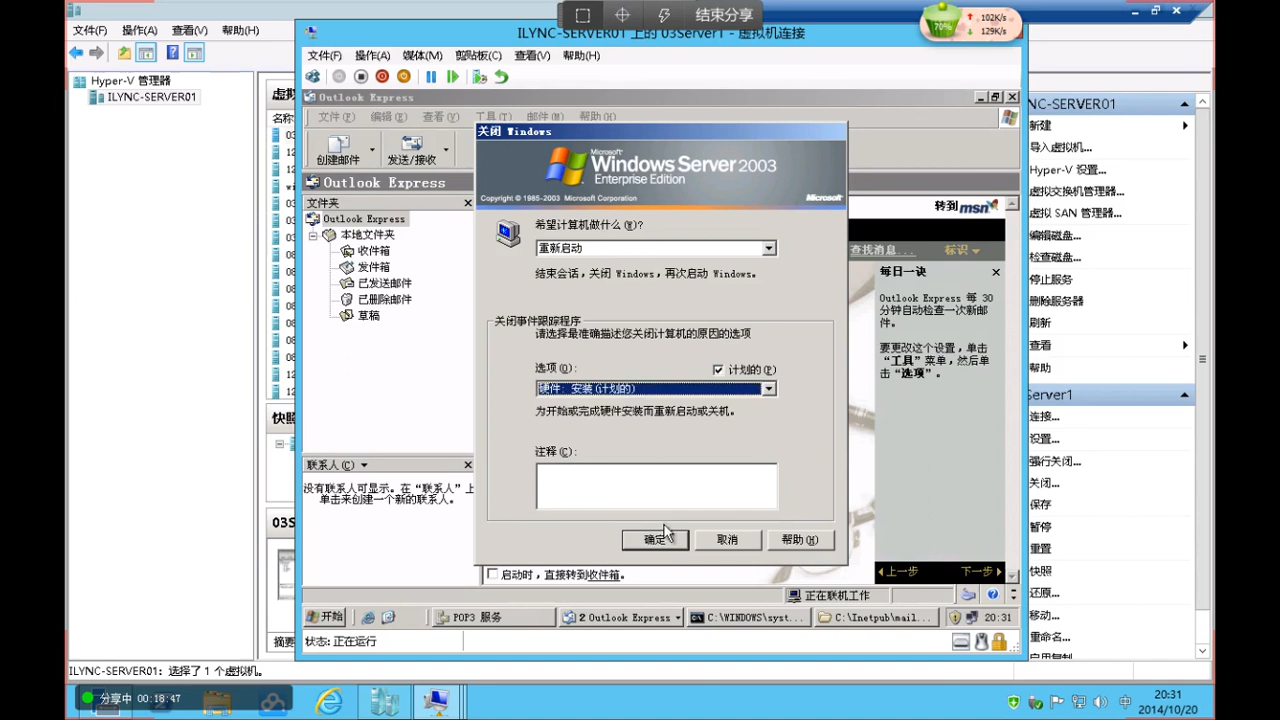 结束分享
70%
102K/s
129K/s
文件(F) 操作(A) 查看(V) 帮助(H)
ILYNC-SERVER01 上的 03Server1 - 虚拟机连接
文件(F) 操作(A) 媒体(M) 剪贴板(C) 查看(V) 帮助(H)
Hyper-V 管理器
ILYNC-SERVER01
Outlook Express
文件(F) 编辑(E) 查看(V) 工具(T) 邮件(M) 帮助(H)
创建邮件
发送/接收
Outlook Express
文件夹
Outlook Express
本地文件夹
收件箱
发件箱
已发送邮件
已删除邮件
草稿
联系人(C)
没有联系人可显示。在“联系人”上
单击来创建一个新的联系人。
关闭 Windows
Microsoft
Windows Server 2003
Enterprise Edition
Copyright © 1985-2003 Microsoft Corporation
Microsoft
希望计算机做什么(W)?
重新启动
结束会话，关闭 Windows，再次启动 Windows。
关闭事件跟踪程序
请选择最准确描述您关闭计算机的原因的选项
选项(O):
计划的(P)
硬件: 安装(计划的)
为开始或完成硬件安装而重新启动或关机。
注释(C):
确定
取消
帮助(H)
启动时，直接转到收件箱。
转到msn
查找消息...
标识
每日一诀
Outlook Express 每 30
分钟自动检查一次新邮
件。
要更改这个设置，单击
“工具”菜单，然后单
击“选项”。
上一步
下一步
正在联机工作
开始
POP3 服务
2 Outlook Express
C:\WINDOWS\syst...
C:\Inetpub\mail...
20:31
状态: 正在运行
NC-SERVER01
新建
导入虚拟机...
Hyper-V 设置...
虚拟交换机管理器...
虚拟 SAN 管理器...
编辑磁盘...
检查磁盘...
停止服务
删除服务器
刷新
查看
帮助
Server1
连接...
设置...
强行关闭...
关闭...
保存
暂停
重置
快照
还原...
移动...
重命名...
启用复制...
快照
03S
摘要
ILYNC-SERVER01: 选择了 1 个虚拟机。
分享中 00:18:47
中
20:31
2014/10/20